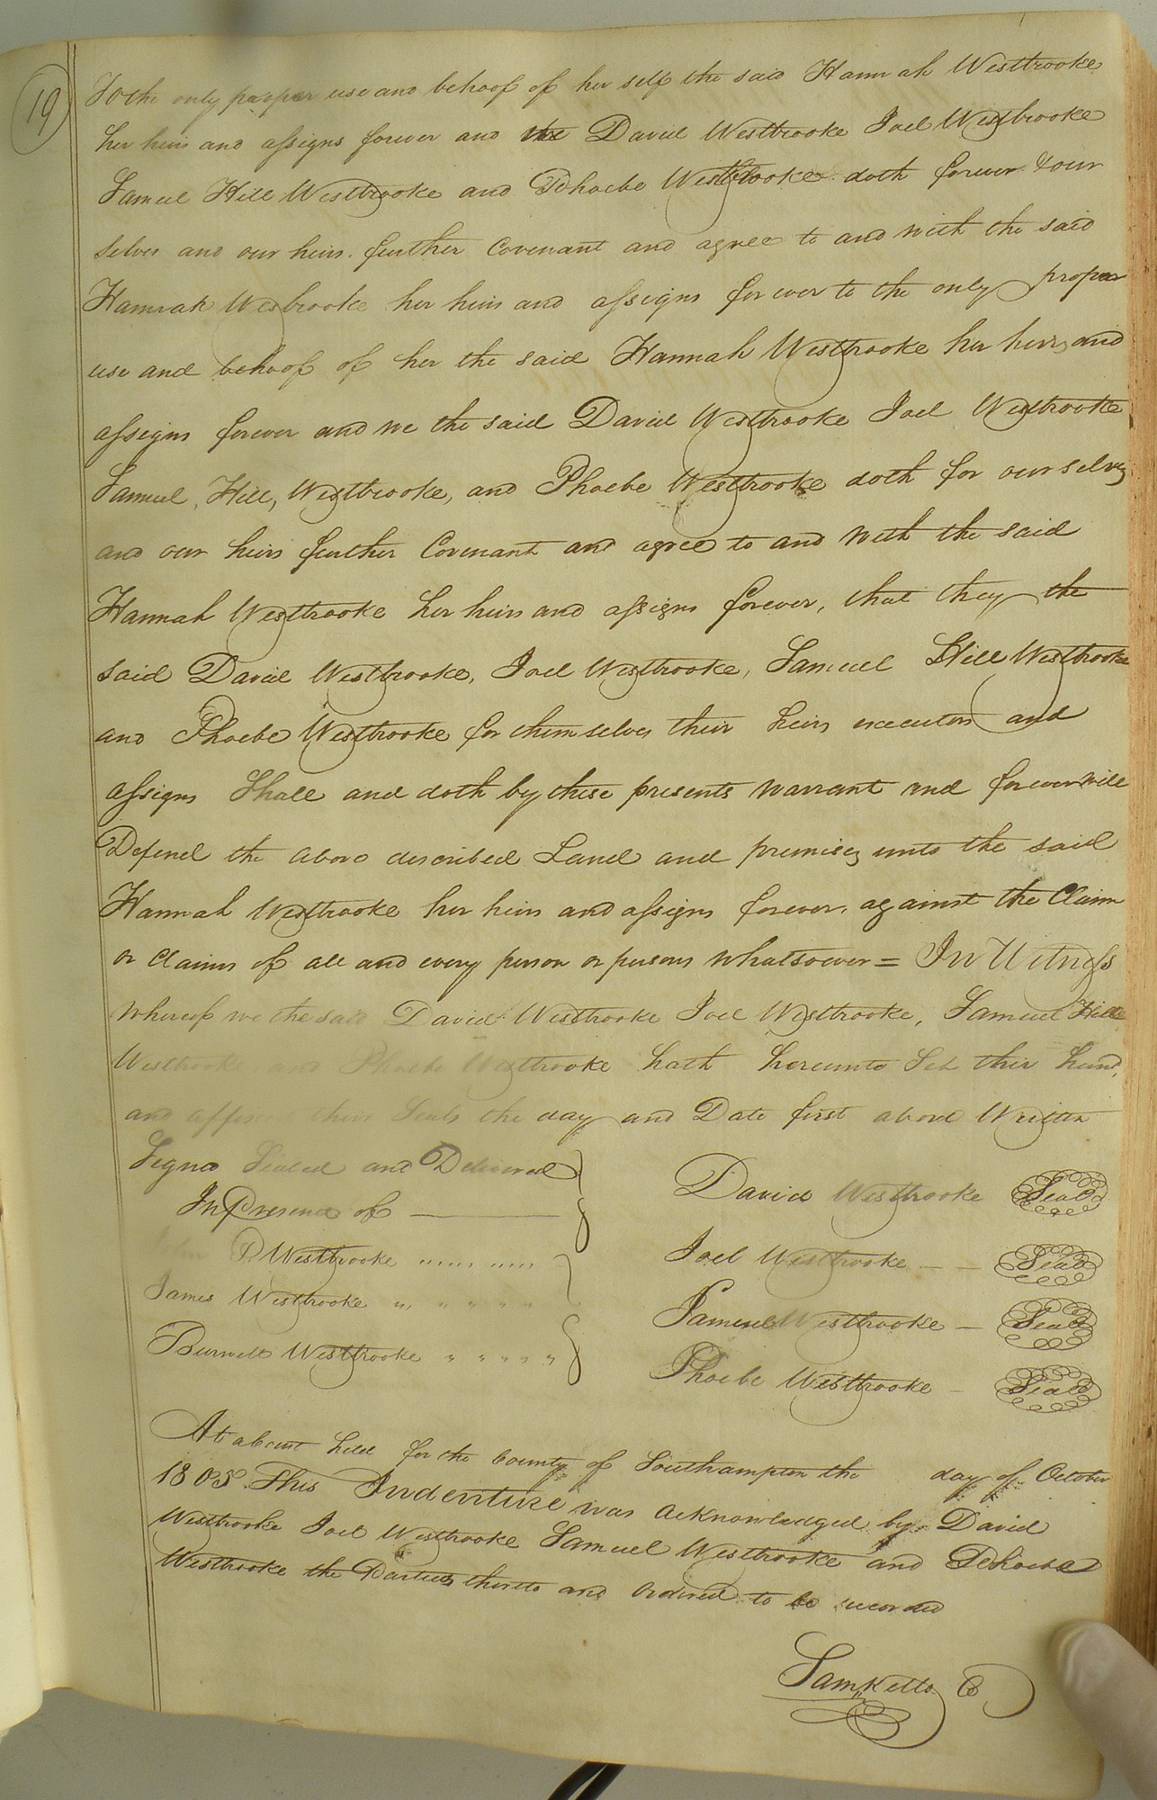 19
To the only proper use and behoof of her self the said Hannah Westbrooke
her heirs and assigns forever and the David Westbrooke Joel Westbrooke
Samuel Hill Westbrooke and Phoebe Westbrooke doth forever & our
selves and our heirs further Covenant and agree to and with the said
Hannah Wesbrooke her heirs and assigns forever to the only proper
use and behoof of her the said Hannah Westbrooke her heirs and
assigns forever and we the said David Westbrooke Joel Westbrooke
Samuel, Hill, Westbrooke, and Phoebe Westbrooke doth for ourselves
and our heirs further Covenant and agree to and with the said
Hannah Westbrooke her heirs and assigns forever, that they the
said David Westbrooke, Joel Westbrooke, Samuel Hill Westbrooke
and Phoebe Westbrooke for themselves their heirs executors and
assigns Shall and doth by these presents warrant and forever will
Defend the above described Land and premises unto the said
Hannah Westbrooke her heirs and assigns forever, against the Claim
or Claims of all and every person or persons whatsoever = In Witness
whereof we the said David Westbrooke Joel Westbrooke, Samuel Hill
Westbrooke and Phoebe Westbrooke hath hereunto Set their hand,
and their Seals the day and Date first above Written
Signd Sealed and Delivered
In Presence of
P. Westbrooke
James Westbrooke
Burwell Westbrooke
David Westbrooke Seal
Joel Westbrooke Seal
Samuel Westbrooke Seal
Phoebe Westbrooke Seal
At a court held for the County of Southampton the day of October
1805 This Indenture was acknowledged by David
Westbrooke Joel Westbrooke Samuel Westbrooke and Phoebe
Westbrooke the Parties thereto and Ordered to be recorded
Saml Kello C